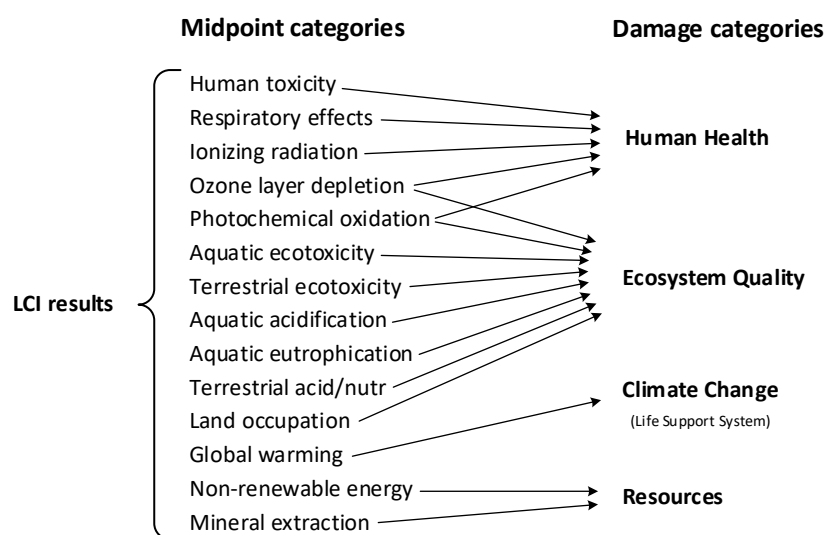 Midpoint categories
Damage categories
LCI results
Human toxicity
Respiratory effects
Ionizing radiation
Ozone layer depletion
Photochemical oxidation
Aquatic ecotoxicity
Terrestrial ecotoxicity
Aquatic acidification
Aquatic eutrophication
Terrestrial acid/nutr
Land occupation
Global warming
Non-renewable energy
Mineral extraction
Human Health
Ecosystem Quality
Climate Change
(Life Support System)
Resources